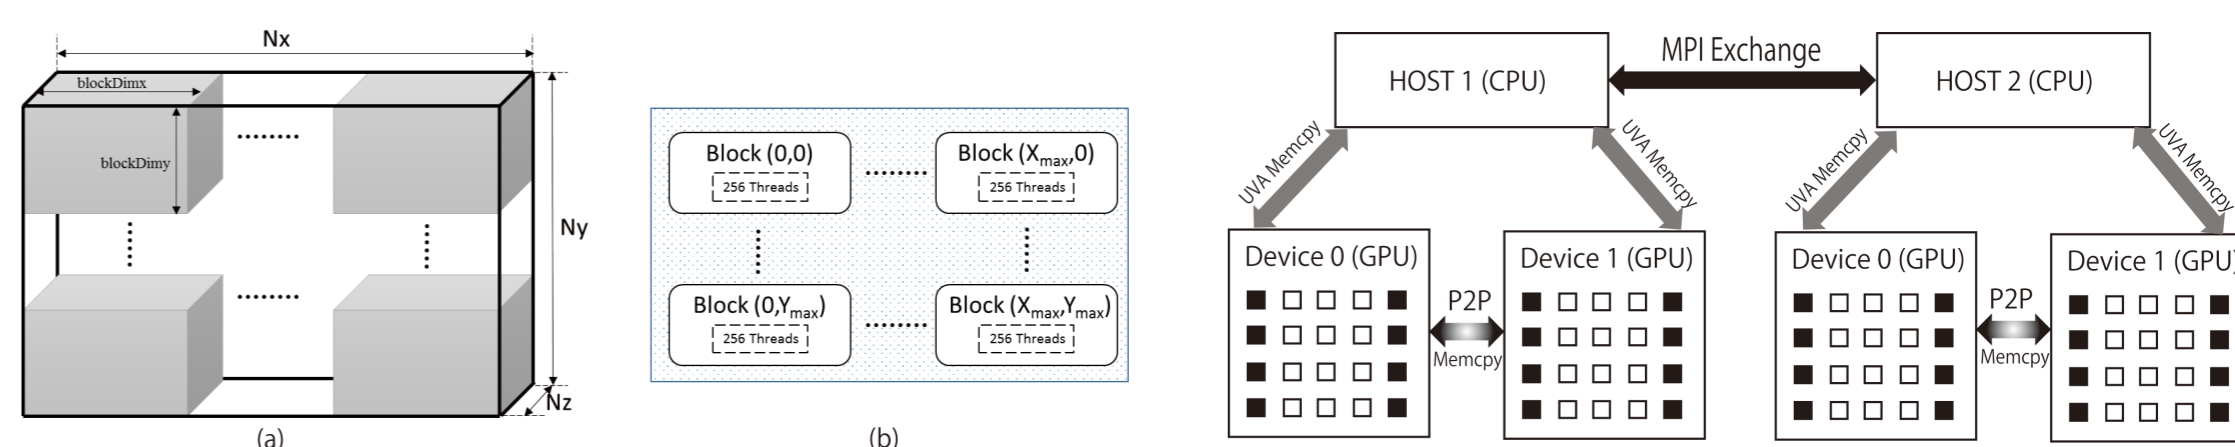 Nx
blockDimx
blockDimy
Ny
Nz
(a)
Block (0,0)
256 Threads
Block (Xmax,0)
256 Threads
Block (0,Ymax)
256 Threads
Block (Xmax,Ymax)
256 Threads
(b)
HOST 1 (CPU)
MPI Exchange
HOST 2 (CPU)
UVA Memcpy
UVA Memcpy
UVA Memcpy
UVA Memcpy
Device 0 (GPU)
P2P
Memcpy
Device 1 (GPU)
Device 0 (GPU)
P2P
Memcpy
Device 1 (GPU)